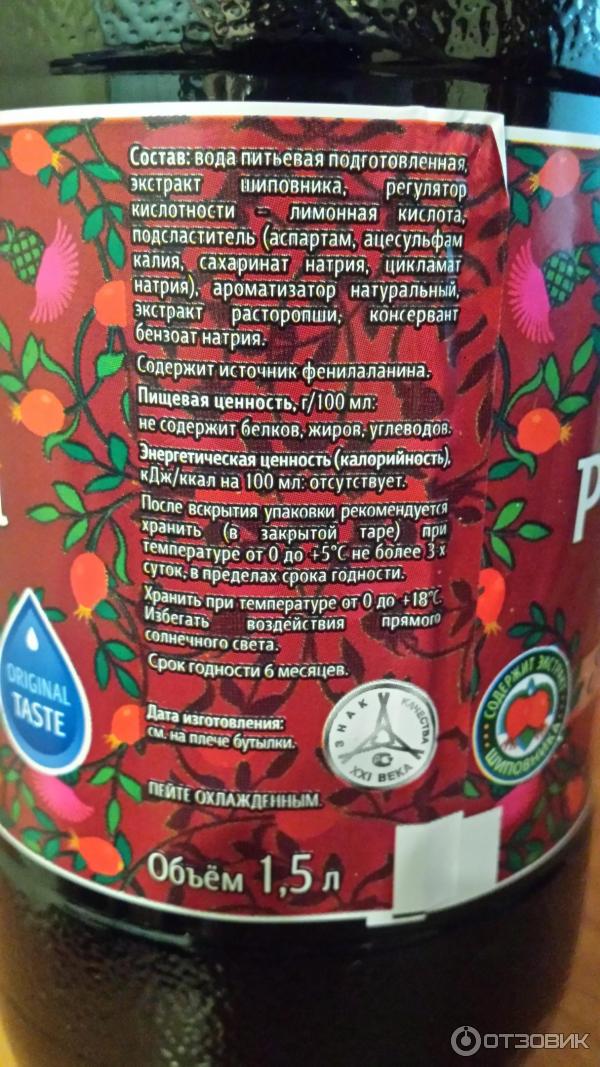 Состав: вода питьевая подготовленная,
экстракт шиповника, регулятор
кислотности – лимонная кислота,
подсластитель (аспартам, ацесульфам
калия, сахаринат натрия, цикламат
натрия), ароматизатор натуральный,
экстракт расторопши, консервант
бензоат натрия.
Содержит источник фенилаланина.
Пищевая ценность, г/100 мл:
не содержит белков, жиров, углеводов.
Энергетическая ценность (калорийность),
кДж/ккал на 100 мл: отсутствует.
После вскрытия упаковки рекомендуется
хранить (в закрытой таре) при
температуре от 0 до +5°С не более 3-х
суток, в пределах срока годности.
Хранить при температуре от 0 до +18°С.
Избегать воздействия прямого
солнечного света.
Срок годности 6 месяцев.
Дата изготовления:
см. на плече бутылки.
ПЕЙТЕ ОХЛАЖДЕННЫМ.
Объём 1,5 л
ORIGINAL
TASTE
ЗНАК КАЧЕСТВА
XXI ВЕКА
СОДЕРЖИТ ЭКСТРАКТ
ШИПОВНИКА
ОТЗОВИК